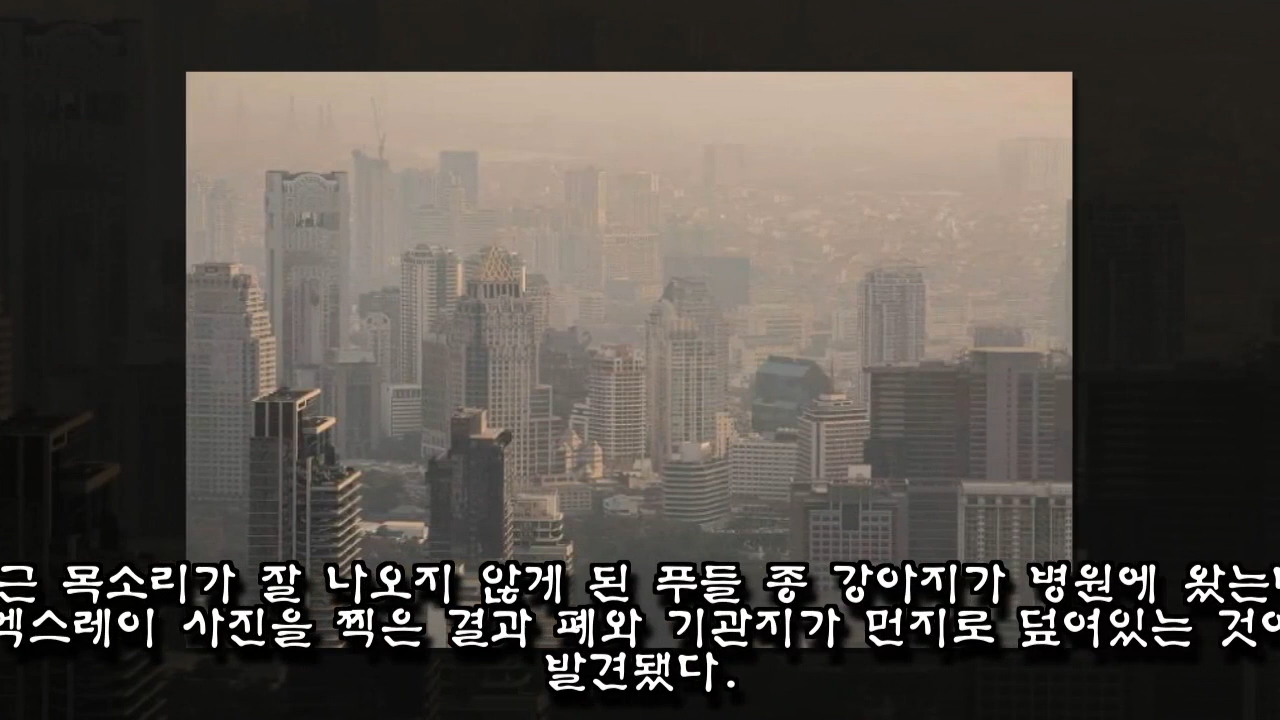 근 목소리가 잘 나오지 않게 된 푸들 종 강아지가 병원에 왔는
엑스레이 사진을 찍은 결과 폐와 기관지가 먼지로 덮여있는 것이
발견됐다.